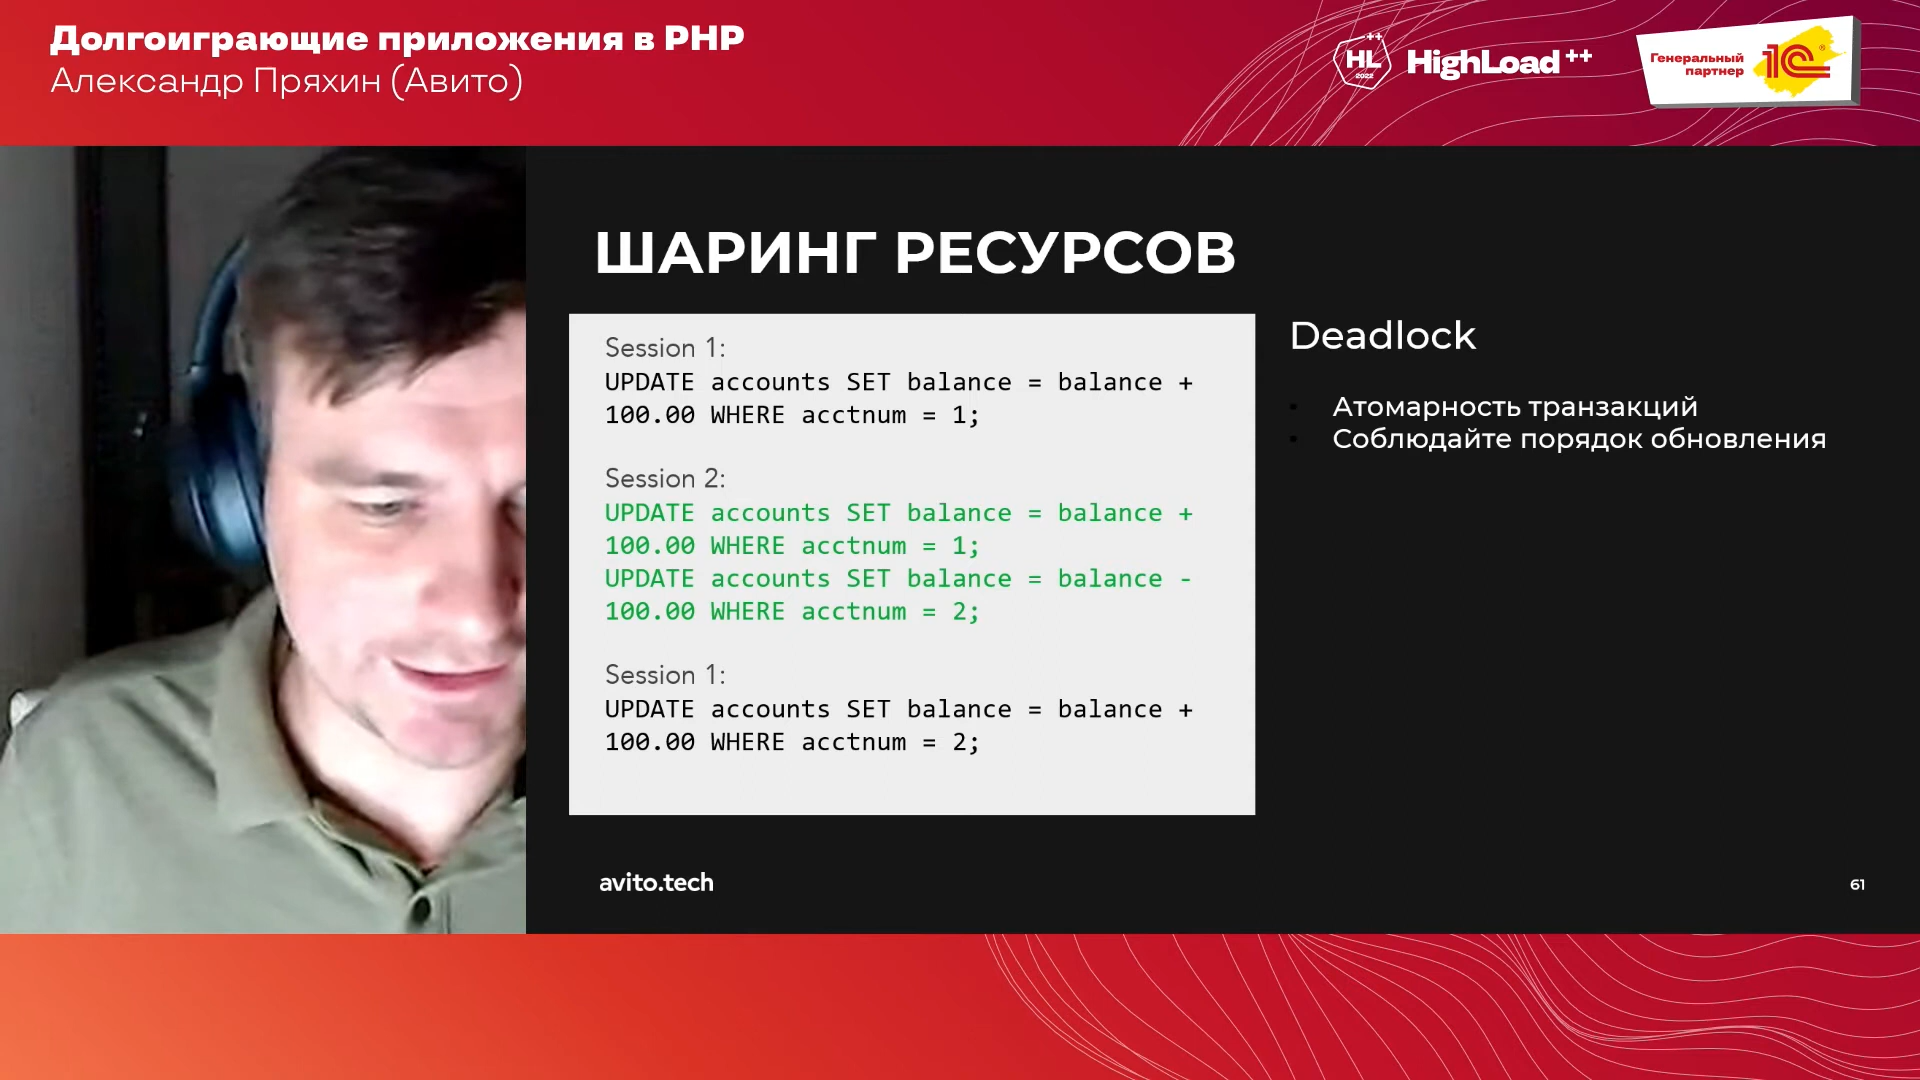 Долгоиграющие приложения в PHP
Александр Пряхин (Авито)
HL++
2022
HighLoad++
Генеральный
партнер
1С®
ШАРИНГ РЕСУРСОВ
Session 1:
UPDATE accounts SET balance = balance +
100.00 WHERE acctnum = 1;
Session 2:
UPDATE accounts SET balance = balance +
100.00 WHERE acctnum = 1;
UPDATE accounts SET balance = balance -
100.00 WHERE acctnum = 2;
Session 1:
UPDATE accounts SET balance = balance +
100.00 WHERE acctnum = 2;
Deadlock
Атомарность транзакций
Соблюдайте порядок обновления
avito.tech
61